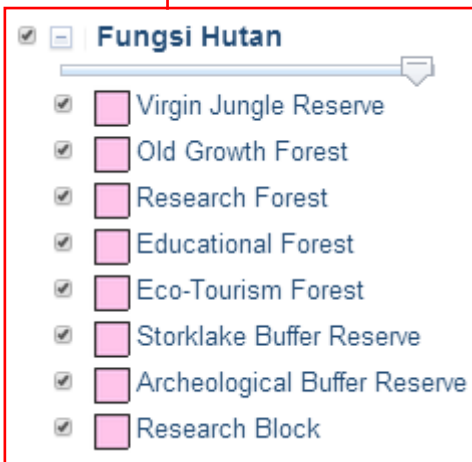 Fungsi Hutan
Virgin Jungle Reserve
Old Growth Forest
Research Forest
Educational Forest
Eco-Tourism Forest
Storklake Buffer Reserve
Archeological Buffer Reserve
Research Block